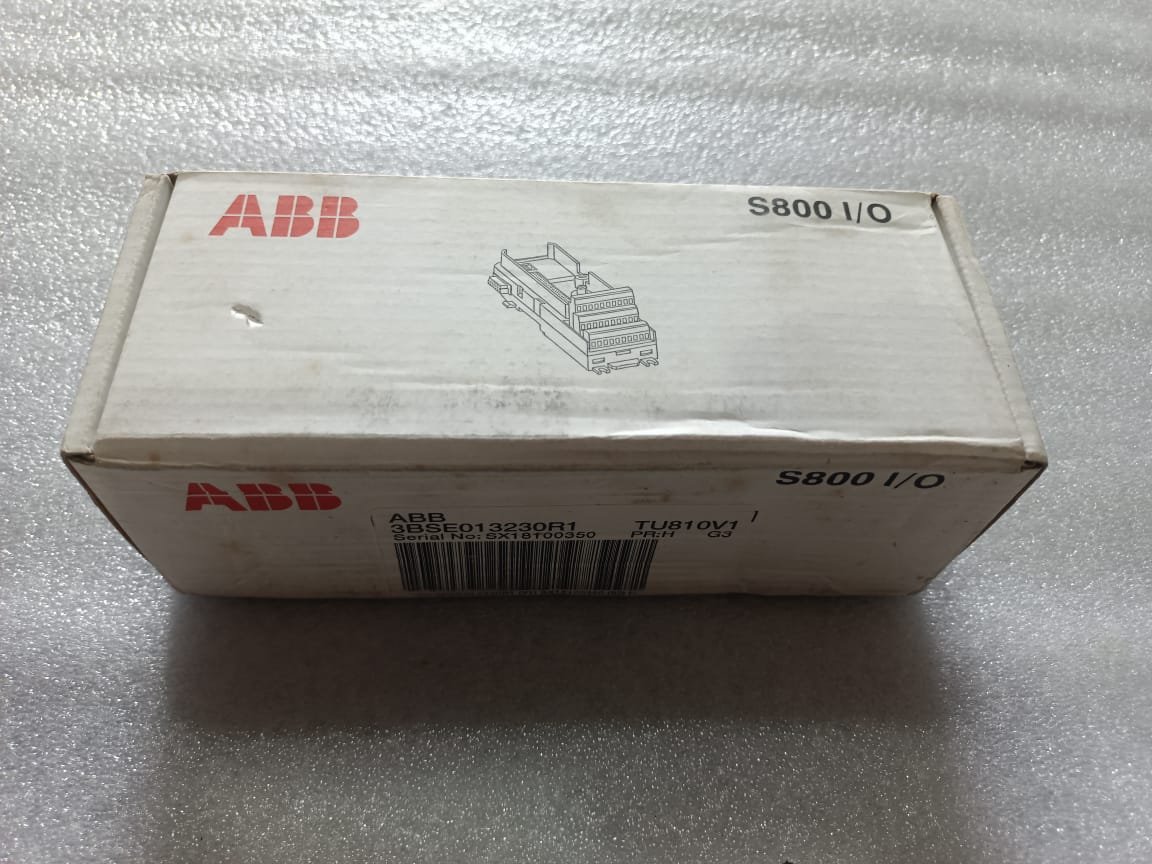 ABB
S800 I/O
ABB
S800 I/O
ABB
3BSE013230R1 TU810V1
Serial No: SX18100350 PR:H G3